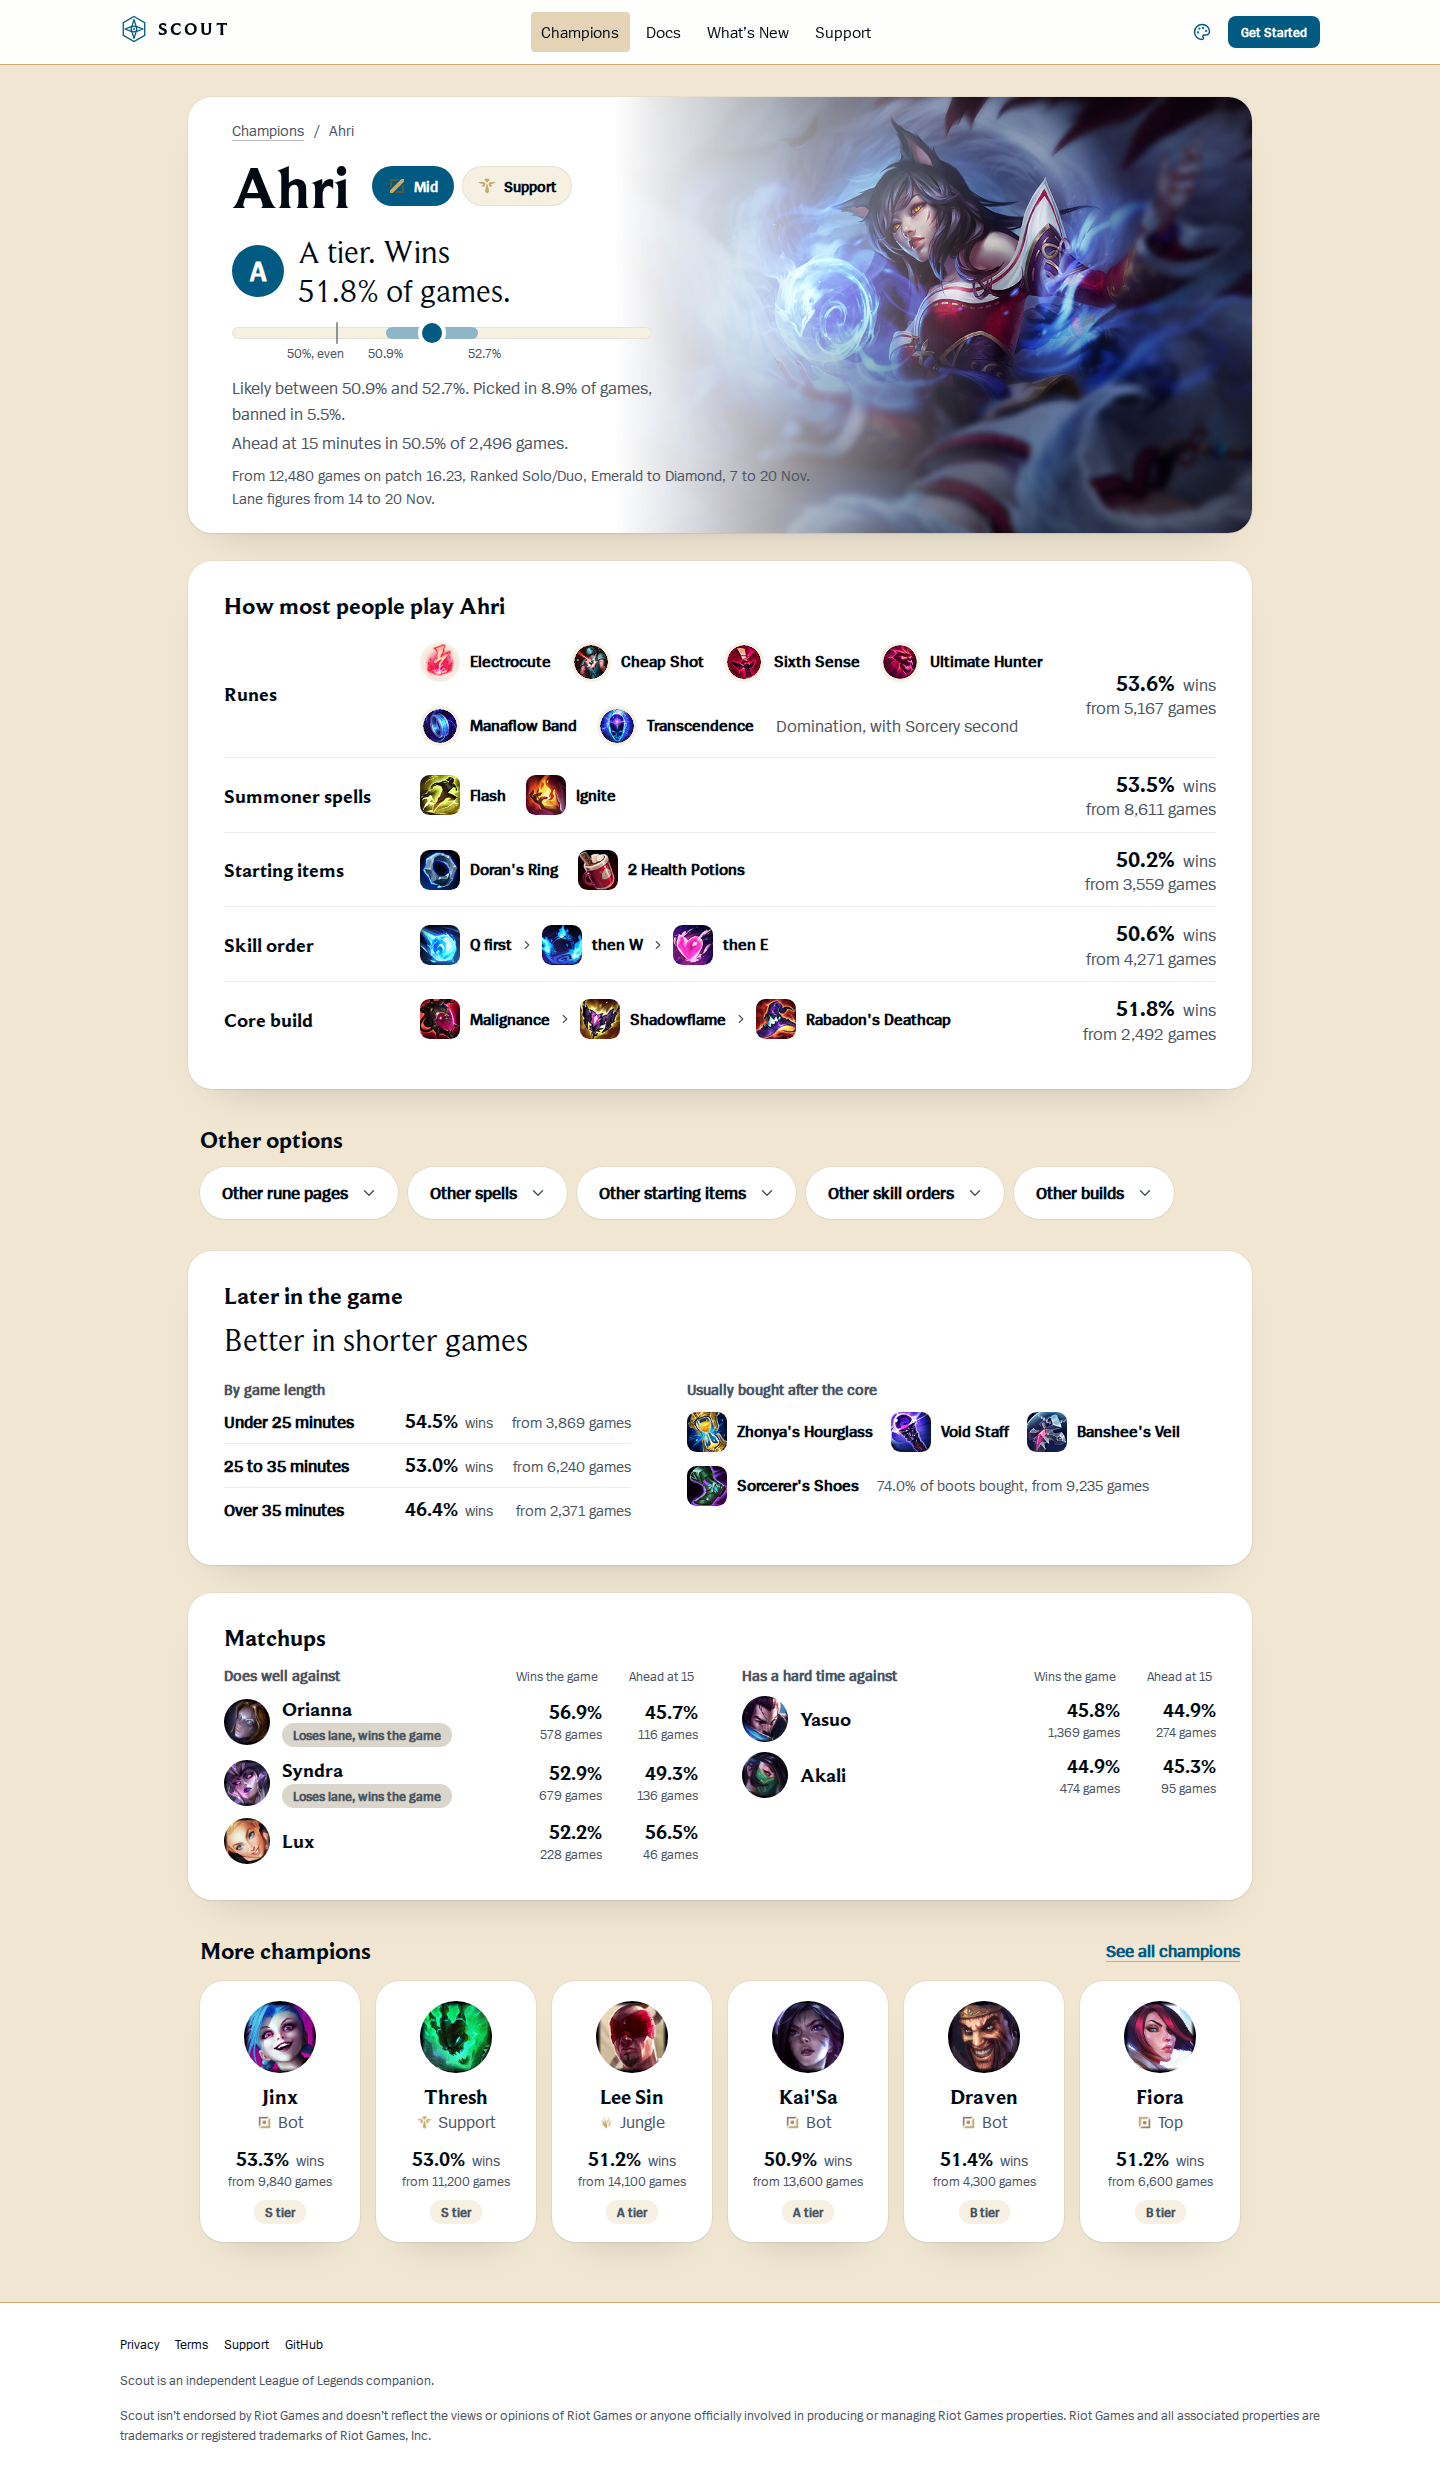 SCOUT
Champions Docs What's New Support
Get Started
Champions / Ahri
Ahri
Mid
Support
A
A tier. Wins
51.8% of games.
50%, even 50.9% 52.7%
Likely between 50.9% and 52.7%. Picked in 8.9% of games,
banned in 5.5%.
Ahead at 15 minutes in 50.5% of 2,496 games.
From 12,480 games on patch 16.23, Ranked Solo/Duo, Emerald to Diamond, 7 to 20 Nov.
Lane figures from 14 to 20 Nov.
How most people play Ahri
Runes
Electrocute Cheap Shot Sixth Sense Ultimate Hunter
Manaflow Band Transcendence Domination, with Sorcery second
53.6% wins
from 5,167 games
Summoner spells
Flash Ignite
53.5% wins
from 8,611 games
Starting items
Doran's Ring 2 Health Potions
50.2% wins
from 3,559 games
Skill order
Q first > then W > then E
50.6% wins
from 4,271 games
Core build
Malignance > Shadowflame > Rabadon's Deathcap
51.8% wins
from 2,492 games
Other options
Other rune pages
Other spells
Other starting items
Other skill orders
Other builds
Later in the game
Better in shorter games
By game length
Under 25 minutes 54.5% wins from 3,869 games
25 to 35 minutes 53.0% wins from 6,240 games
Over 35 minutes 46.4% wins from 2,371 games
Usually bought after the core
Zhonya's Hourglass Void Staff Banshee's Veil
Sorcerer's Shoes 74.0% of boots bought, from 9,235 games
Matchups
Does well against Wins the game Ahead at 15
Orianna 56.9% 45.7%
Loses lane, wins the game 578 games 116 games
Syndra 52.9% 49.3%
Loses lane, wins the game 679 games 136 games
Lux 52.2% 56.5%
228 games 46 games
Has a hard time against Wins the game Ahead at 15
Yasuo 45.8% 44.9%
1,369 games 274 games
Akali 44.9% 45.3%
474 games 95 games
More champions
See all champions
Jinx
Bot
53.3% wins
from 9,840 games
S tier
Thresh
Support
53.0% wins
from 11,200 games
S tier
Lee Sin
Jungle
51.2% wins
from 14,100 games
A tier
Kai'Sa
Bot
50.9% wins
from 13,600 games
A tier
Draven
Bot
51.4% wins
from 4,300 games
B tier
Fiora
Top
51.2% wins
from 6,600 games
B tier
Privacy Terms Support GitHub
Scout is an independent League of Legends companion.
Scout isn't endorsed by Riot Games and doesn't reflect the views or opinions of Riot Games or anyone officially involved in producing or managing Riot Games properties. Riot Games and all associated properties are
trademarks or registered trademarks of Riot Games, Inc.